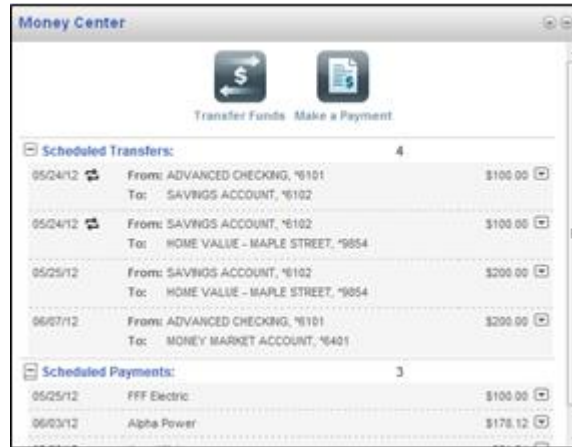 Money Center
$ $
Transfer Funds Make a Payment
Scheduled Transfers: 4
05/24/12 From: ADVANCED CHECKING, *6101 $100.00
To: SAVINGS ACCOUNT, *6102
05/24/12 From: SAVINGS ACCOUNT, *6102 $100.00
To: HOME VALUE - MAPLE STREET, *9854
05/25/12 From: SAVINGS ACCOUNT, *6102 $200.00
To: HOME VALUE - MAPLE STREET, *9854
06/07/12 From: ADVANCED CHECKING, *6101 $200.00
To: MONEY MARKET ACCOUNT, *6401
Scheduled Payments: 3
05/25/12 FFF Electric $100.00
06/03/12 Alpha Power $178.12